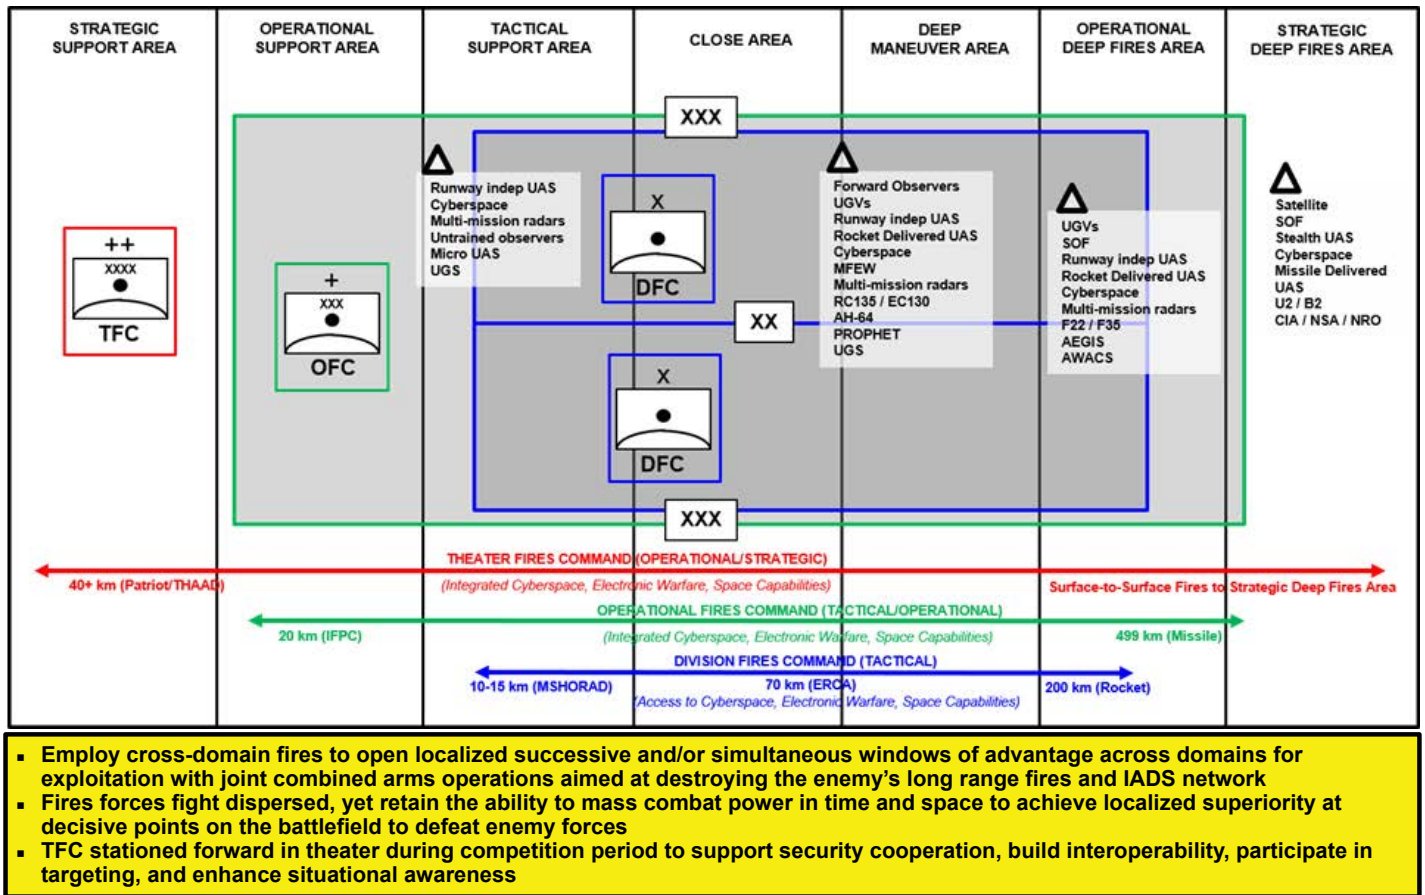 STRATEGIC
SUPPORT AREA
OPERATIONAL
SUPPORT AREA
TACTICAL
SUPPORT AREA
CLOSE AREA
DEEP
MANEUVER AREA
OPERATIONAL
DEEP FIRES AREA
STRATEGIC
DEEP FIRES AREA
XXX
++
XXXX
TFC
+
XXX
OFC
Runway indep UAS
Cyberspace
Multi-mission radars
Untrained observers
Micro UAS
UGS
X
DFC
XX
X
DFC
XXX
Forward Observers
UGVs
Runway indep UAS
Rocket Delivered UAS
Cyberspace
MFEW
Multi-mission radars
RC135 / EC130
AH-64
PROPHET
UGS
UGVs
SOF
Runway indep UAS
Rocket Delivered UAS
Cyberspace
Multi-mission radars
F22 / F35
AEGIS
AWACS
Satellite
SOF
Stealth UAS
Cyberspace
Missile Delivered
UAS
U2 / B2
CIA / NSA / NRO
THEATER FIRES COMMAND (OPERATIONAL/STRATEGIC)
40+ km (Patriot/THAAD)
(Integrated Cyberspace, Electronic Warfare, Space Capabilities)
Surface-to-Surface Fires to Strategic Deep Fires Area
OPERATIONAL FIRES COMMAND (TACTICAL/OPERATIONAL)
20 km (IFPC)
(Integrated Cyberspace, Electronic Warfare, Space Capabilities)
499 km (Missile)
DIVISION FIRES COMMAND (TACTICAL)
10-15 km (MSHORAD)
70 km (ERCA)
200 km (Rocket)
(Access to Cyberspace, Electronic Warfare, Space Capabilities)
▪ Employ cross-domain fires to open localized successive and/or simultaneous windows of advantage across domains for
exploitation with joint combined arms operations aimed at destroying the enemy’s long range fires and IADS network
▪ Fires forces fight dispersed, yet retain the ability to mass combat power in time and space to achieve localized superiority at
decisive points on the battlefield to defeat enemy forces
▪ TFC stationed forward in theater during competition period to support security cooperation, build interoperability, participate in
targeting, and enhance situational awareness